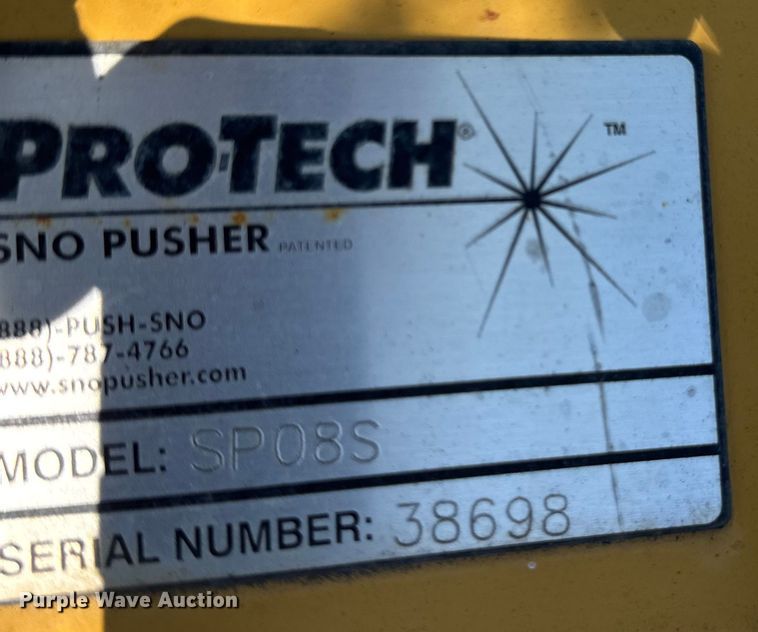 PRO-TECH® ™
SNO PUSHER PATENTED
888)-PUSH-SNO
888)-787-4766
www.snopusher.com
MODEL: SP08S
SERIAL NUMBER: 38698
Purple Wave Auction